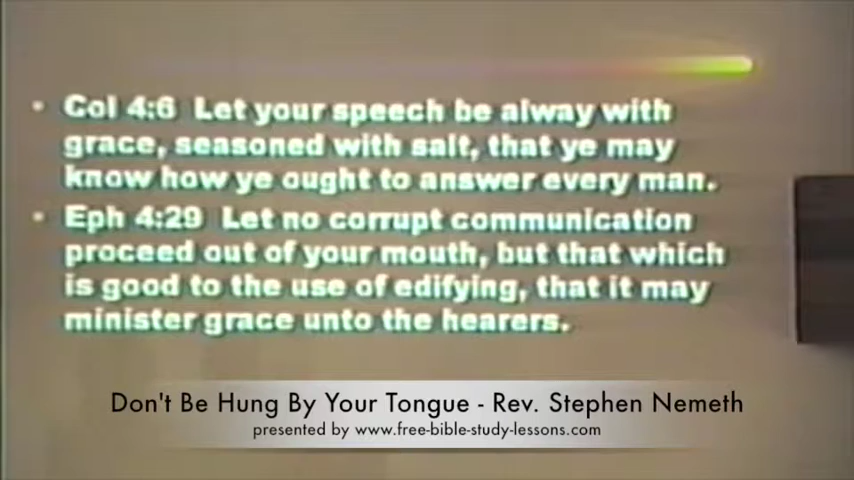 • Col 4:6 Let your speech be alway with
grace, seasoned with salt, that ye may
know how ye ought to answer every man.
• Eph 4:29 Let no corrupt communication
proceed out of your mouth, but that which
is good to the use of edifying, that it may
minister grace unto the hearers.
Don't Be Hung By Your Tongue - Rev. Stephen Nemeth
presented by www.free-bible-study-lessons.com